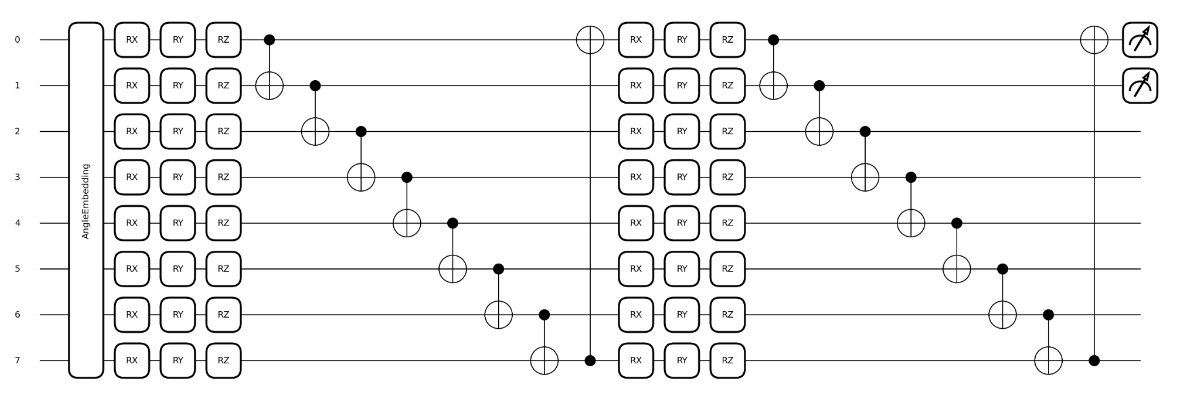 0 RX RY RZ RX RY RZ
1 RX RY RZ RX RY RZ
2 RX RY RZ RX RY RZ
3 RX RY RZ RX RY RZ
4 RX RY RZ RX RY RZ
5 RX RY RZ RX RY RZ
6 RX RY RZ RX RY RZ
7 RX RY RZ RX RY RZ
AngleEmbedding